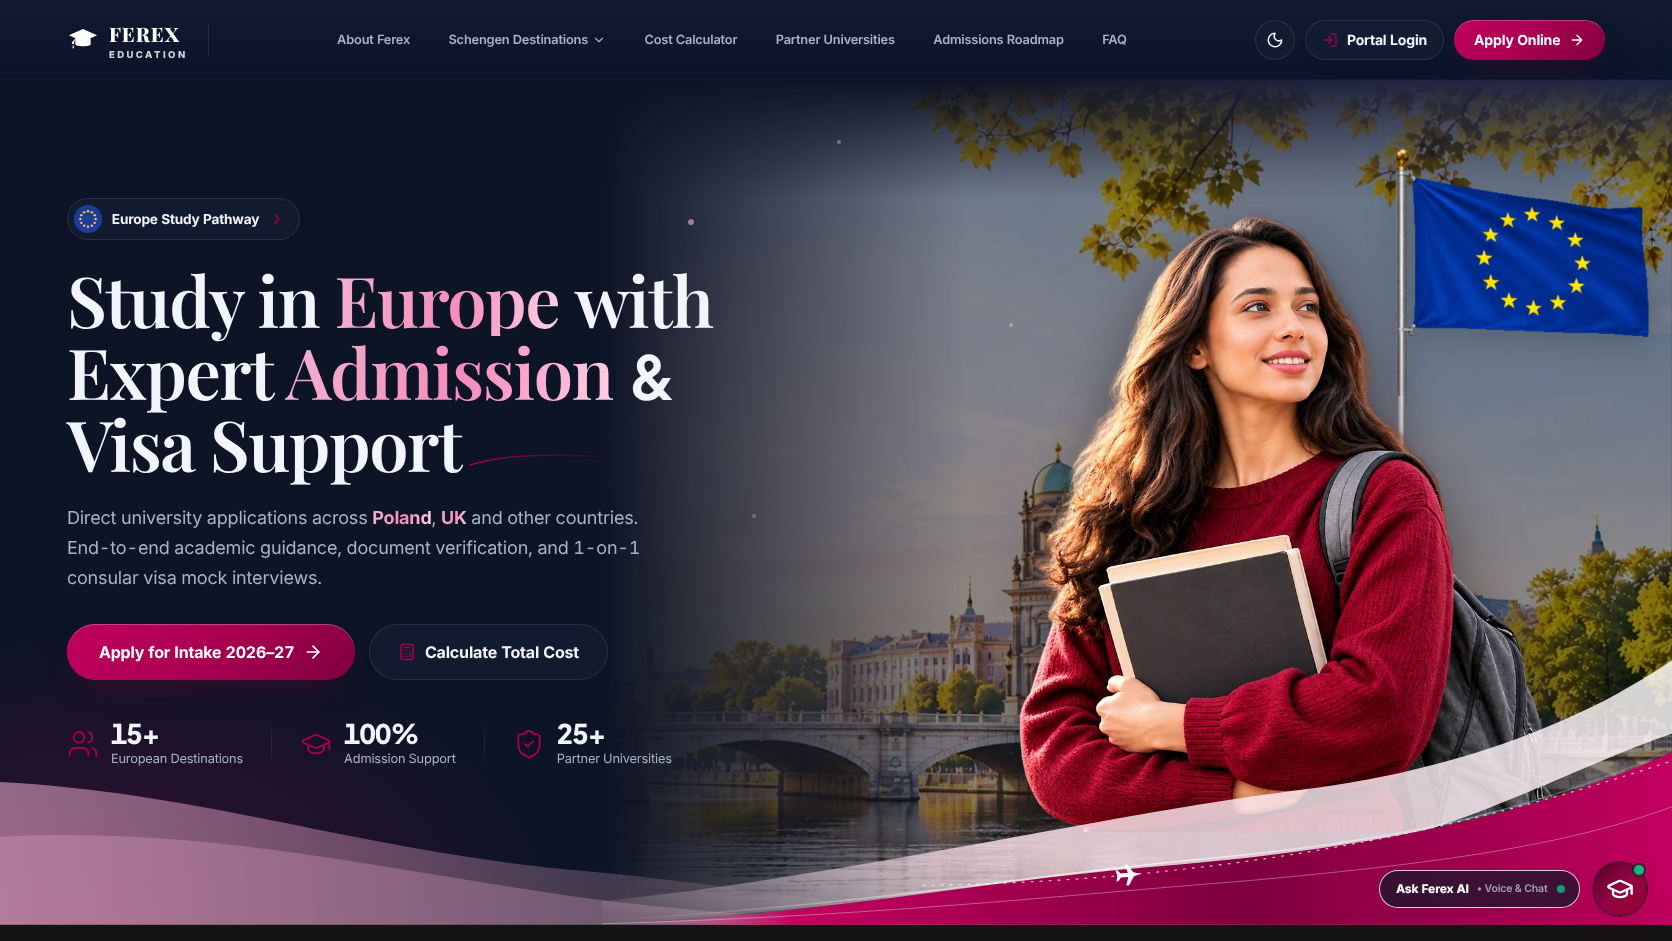 FEREX
EDUCATION
About Ferex
Schengen Destinations
Cost Calculator
Partner Universities
Admissions Roadmap
FAQ
Portal Login
Apply Online
Europe Study Pathway
Study in Europe with
Expert Admission &
Visa Support
Direct university applications across Poland, UK and other countries.
End-to-end academic guidance, document verification, and 1-on-1
consular visa mock interviews.
Apply for Intake 2026–27
Calculate Total Cost
15+
European Destinations
100%
Admission Support
25+
Partner Universities
Ask Ferex AI • Voice & Chat